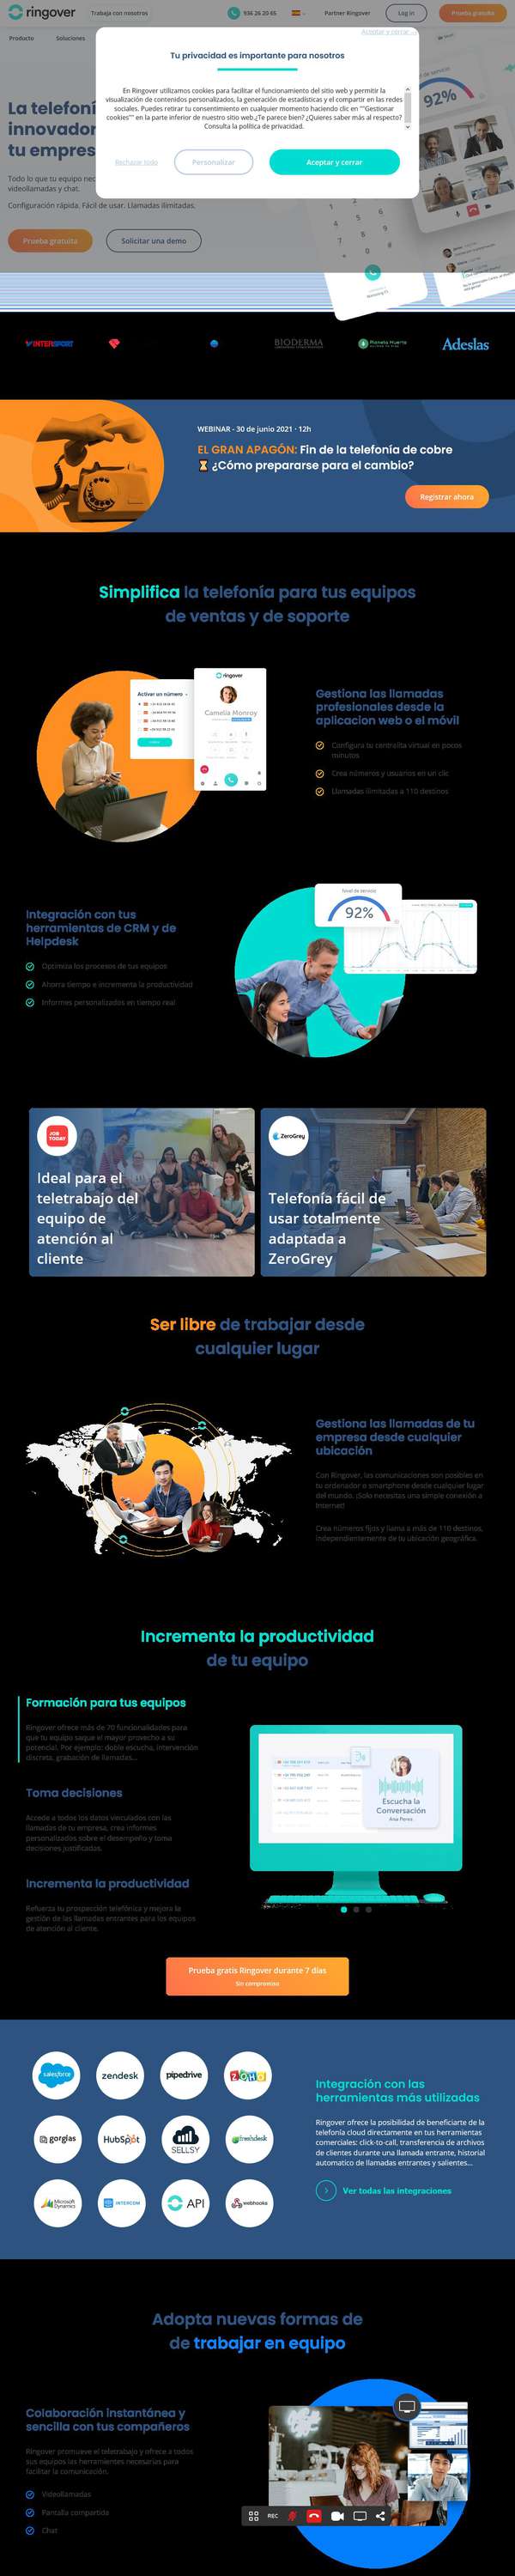 ringover
Trabaja con nosotros
936 26 20 65
Partner Ringover
Log in
Prueba gratuita
Producto
Soluciones
Aceptar y cerrar →
Tu privacidad es importante para nosotros
En Ringover utilizamos cookies para facilitar el funcionamiento del sitio web y permitir la
visualización de contenidos personalizados, la generación de estadísticas y el compartir en las redes
sociales. Puedes retirar tu consentimiento en cualquier momento haciendo clic en ""Gestionar
cookies"" en la parte inferior de nuestro sitio web.¿Te parece bien? ¿Quieres saber más al respecto?
Consulta la política de privacidad.
Rechazar todo
Personalizar
Aceptar y cerrar
92%
La telefoní
innovador
tu empres
Todo lo que tu equipo nec
videollamadas y chat.
Configuración rápida. Fácil de usar. Llamadas ilimitadas.
Prueba gratuita
Solicitar una demo
INTERSPORT
BIODERMA
Planeta Huerto
Adeslas
WEBINAR - 30 de junio 2021 · 12h
EL GRAN APAGÓN: Fin de la telefonía de cobre
¿Cómo prepararse para el cambio?
Registrar ahora
Simplifica la telefonía para tus equipos
de ventas y de soporte
Activar un número
ringover
Camelia Monroy
Gestiona las llamadas
profesionales desde la
aplicacion web o el móvil
Configura tu centralita virtual en pocos
minutos
Crea números y usuarios en un clic
Llamadas ilimitadas a 110 destinos
Integración con tus
herramientas de CRM y de
Helpdesk
Optimiza los procesos de tus equipos
Ahorra tiempo e incrementa la productividad
Informes personalizados en tiempo real
Nivel de servicio
92%
JOB
TODAY
Ideal para el
teletrabajo del
equipo de
atención al
cliente
ZeroGrey
Telefonía fácil de
usar totalmente
adaptada a
ZeroGrey
Ser libre de trabajar desde
cualquier lugar
Gestiona las llamadas de tu
empresa desde cualquier
ubicación
Con Ringover, las comunicaciones son posibles en
tu ordenador o smartphone desde cualquier lugar
del mundo. ¡Solo necesitas una simple conexión a
Internet!
Crea números fijos y llama a más de 110 destinos,
independientemente de tu ubicación geográfica.
Incrementa la productividad
de tu equipo
Formación para tus equipos
Ringover ofrece más de 70 funcionalidades para
que tu equipo saque el mayor provecho a su
potencial. Por ejemplo: doble escucha, intervención
discreta, grabación de llamadas...
Toma decisiones
Accede a todos los datos vinculados con las
llamadas de tu empresa, crea informes
personalizados sobre el desempeño y toma
decisiones justificadas.
Incrementa la productividad
Refuerza tu prospección telefónica y mejora la
gestión de las llamadas entrantes para los equipos
de atención al cliente.
Escucha la
Conversación
Ana Perez
Prueba gratis Ringover durante 7 días
Sin compromiso
salesforce
zendesk
pipedrive
ZOHO
gorgias
HubSpot
SELLSY
freshdesk
Microsoft
Dynamics
INTERCOM
API
webhooks
Integración con las
herramientas más utilizadas
Ringover ofrece la posibilidad de beneficiarte de la
telefonía cloud directamente en tus herramientas
comerciales: click-to-call, transferencia de archivos
de clientes durante una llamada entrante, historial
automatico de llamadas entrantes y salientes...
Ver todas las integraciones
Adopta nuevas formas de
de trabajar en equipo
Colaboración instantánea y
sencilla con tus compañeros
Ringover promueve el teletrabajo y ofrece a todos
sus equipos las herramientas necesarias para
facilitar la comunicación.
Videollamadas
Pantalla compartida
Chat
REC